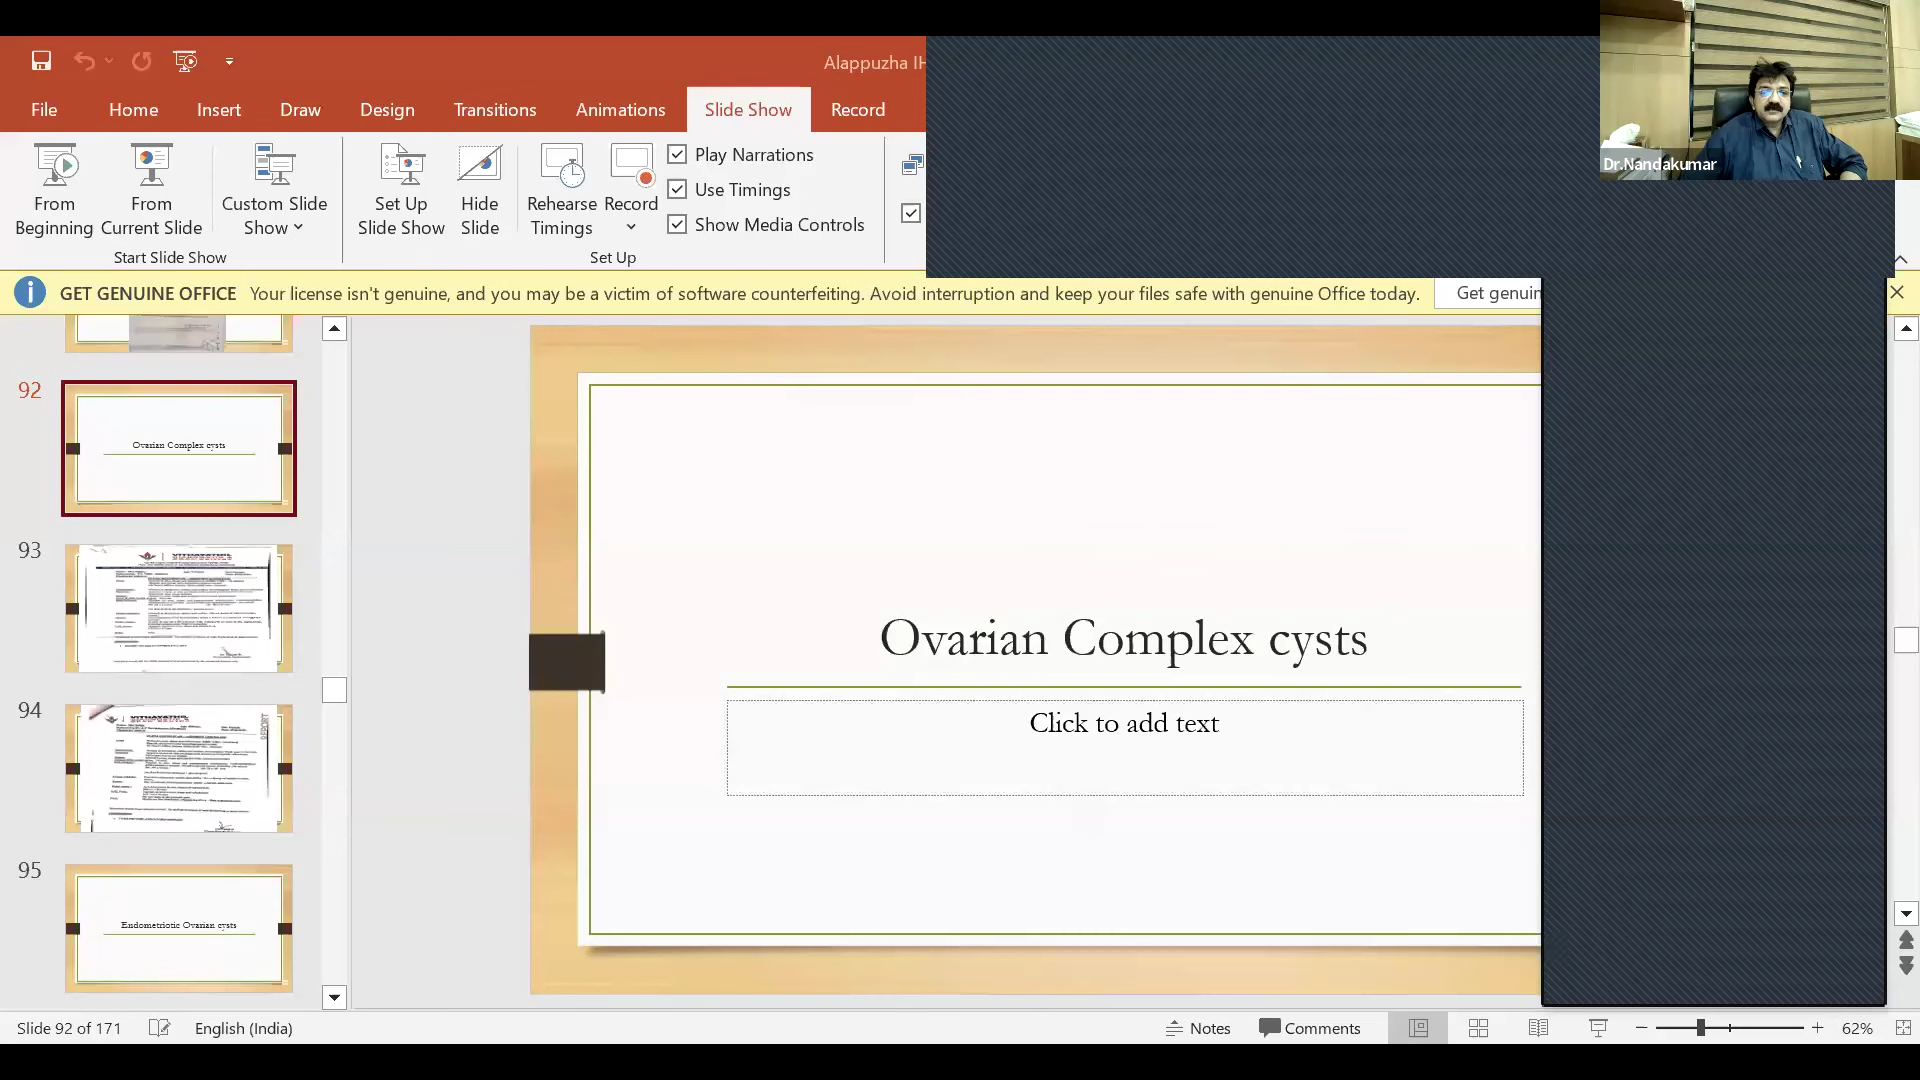 Alappuzha IH
File Home Insert Draw Design Transitions Animations Slide Show Record
From Beginning
From Current Slide
Custom Slide Show
Set Up Slide Show
Hide Slide
Rehearse Timings
Record
Play Narrations
Use Timings
Show Media Controls
Start Slide Show
Set Up
Dr.Nandakumar
GET GENUINE OFFICE Your license isn't genuine, and you may be a victim of software counterfeiting. Avoid interruption and keep your files safe with genuine Office today. Get genuin
92
Ovarian Complex cysts
93
94
REPORT
95
Endometriotic Ovarian cysts
Ovarian Complex cysts
Click to add text
Slide 92 of 171 English (India) Notes Comments 62%